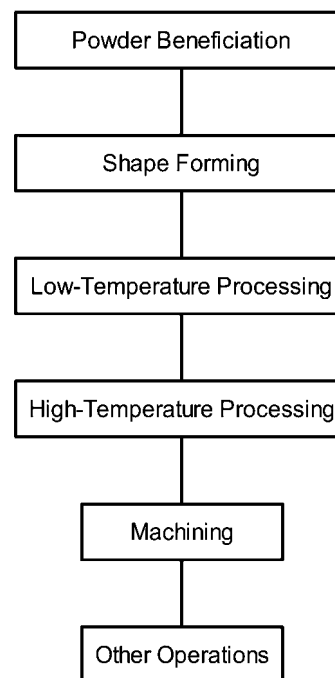 Powder Beneficiation
Shape Forming
Low-Temperature Processing
High-Temperature Processing
Machining
Other Operations